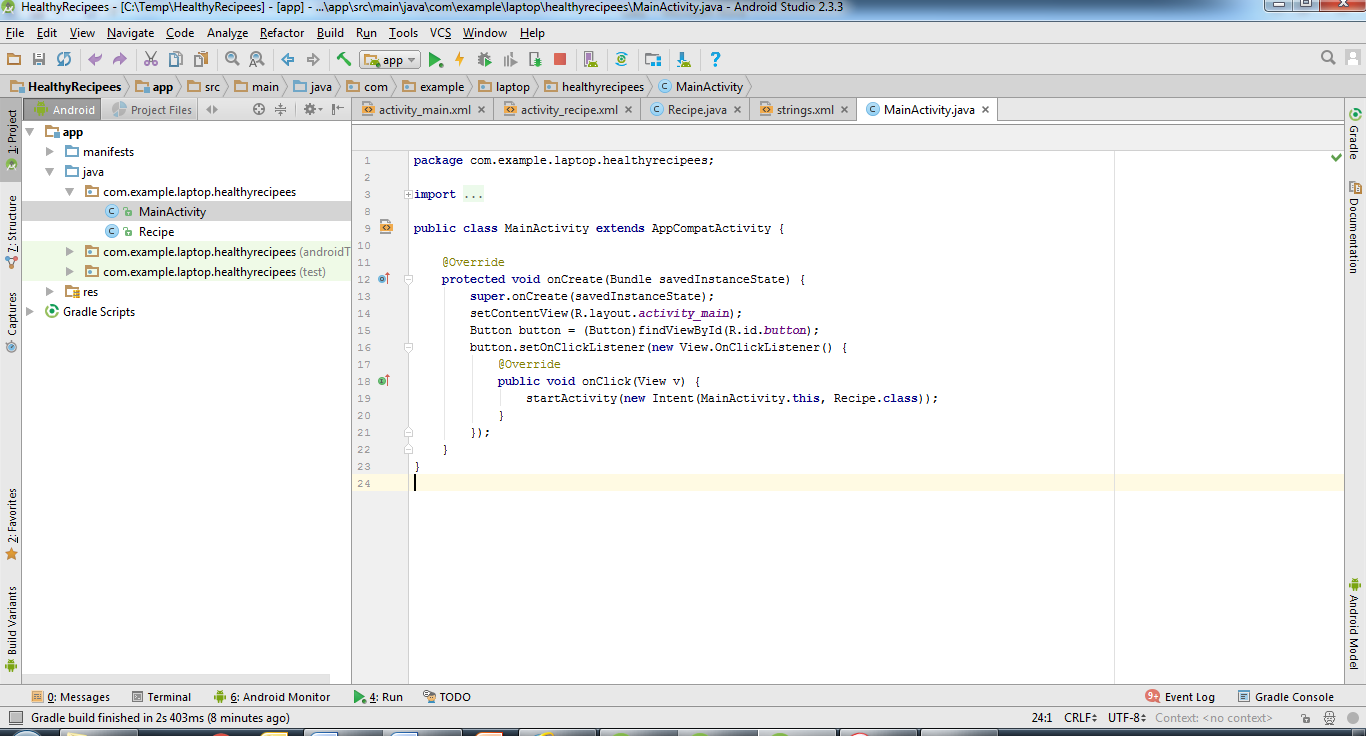 HealthyRecipees - [C:\Temp\HealthyRecipees] - [app] - ...\app\src\main\java\com\example\laptop\healthyrecipees\MainActivity.java - Android Studio 2.3.3
File Edit View Navigate Code Analyze Refactor Build Run Tools VCS Window Help
app
HealthyRecipees app src main java com example laptop healthyrecipees MainActivity
Android Project Files
activity_main.xml activity_recipe.xml Recipe.java strings.xml MainActivity.java
1: Project
7: Structure
Captures
2: Favorites
Build Variants
app
manifests
java
com.example.laptop.healthyrecipees
MainActivity
Recipe
com.example.laptop.healthyrecipees (androidT
com.example.laptop.healthyrecipees (test)
res
Gradle Scripts
1 package com.example.laptop.healthyrecipees;
2
3 import ...
8
9 public class MainActivity extends AppCompatActivity {
10
11 @Override
12 protected void onCreate(Bundle savedInstanceState) {
13 super.onCreate(savedInstanceState);
14 setContentView(R.layout.activity_main);
15 Button button = (Button)findViewById(R.id.button);
16 button.setOnClickListener(new View.OnClickListener() {
17 @Override
18 public void onClick(View v) {
19 startActivity(new Intent(MainActivity.this, Recipe.class));
20 }
21 });
22 }
23 }
24
Gradle
Documentation
Android Model
0: Messages Terminal 6: Android Monitor 4: Run TODO 9+ Event Log Gradle Console
Gradle build finished in 2s 403ms (8 minutes ago) 24:1 CRLF UTF-8 Context: <no context>